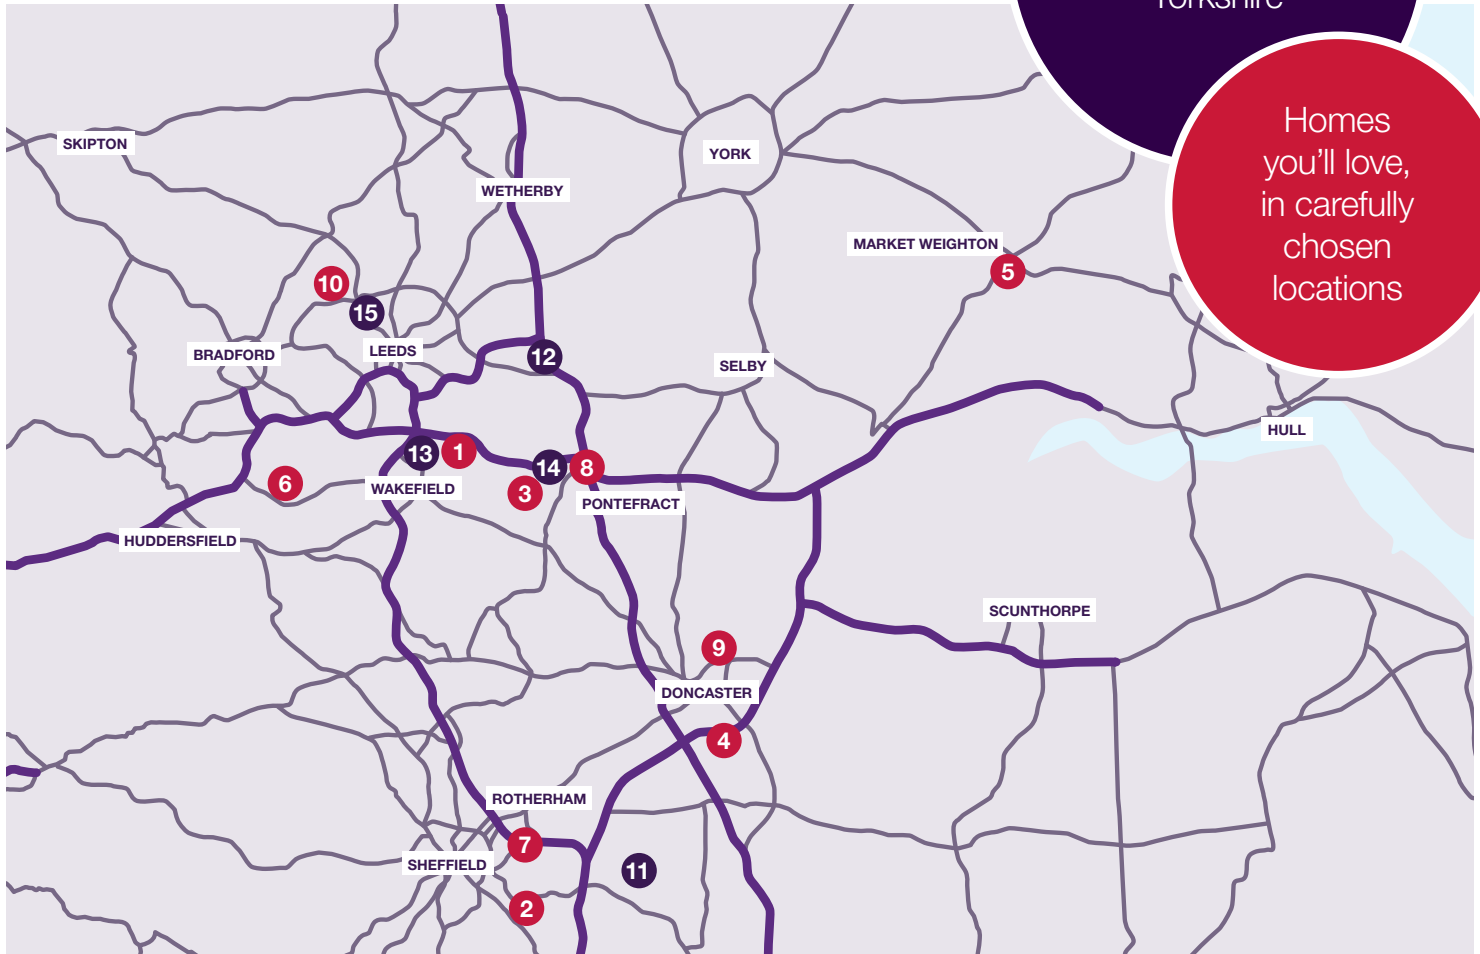 Yorkshire
Homes
you'll love,
in carefully
chosen
locations
SKIPTON
YORK
WETHERBY
MARKET WEIGHTON
5
10
15
BRADFORD
LEEDS
12
SELBY
HULL
13
1
14
8
6
WAKEFIELD
3
PONTEFRACT
HUDDERSFIELD
SCUNTHORPE
9
DONCASTER
4
ROTHERHAM
7
SHEFFIELD
11
2